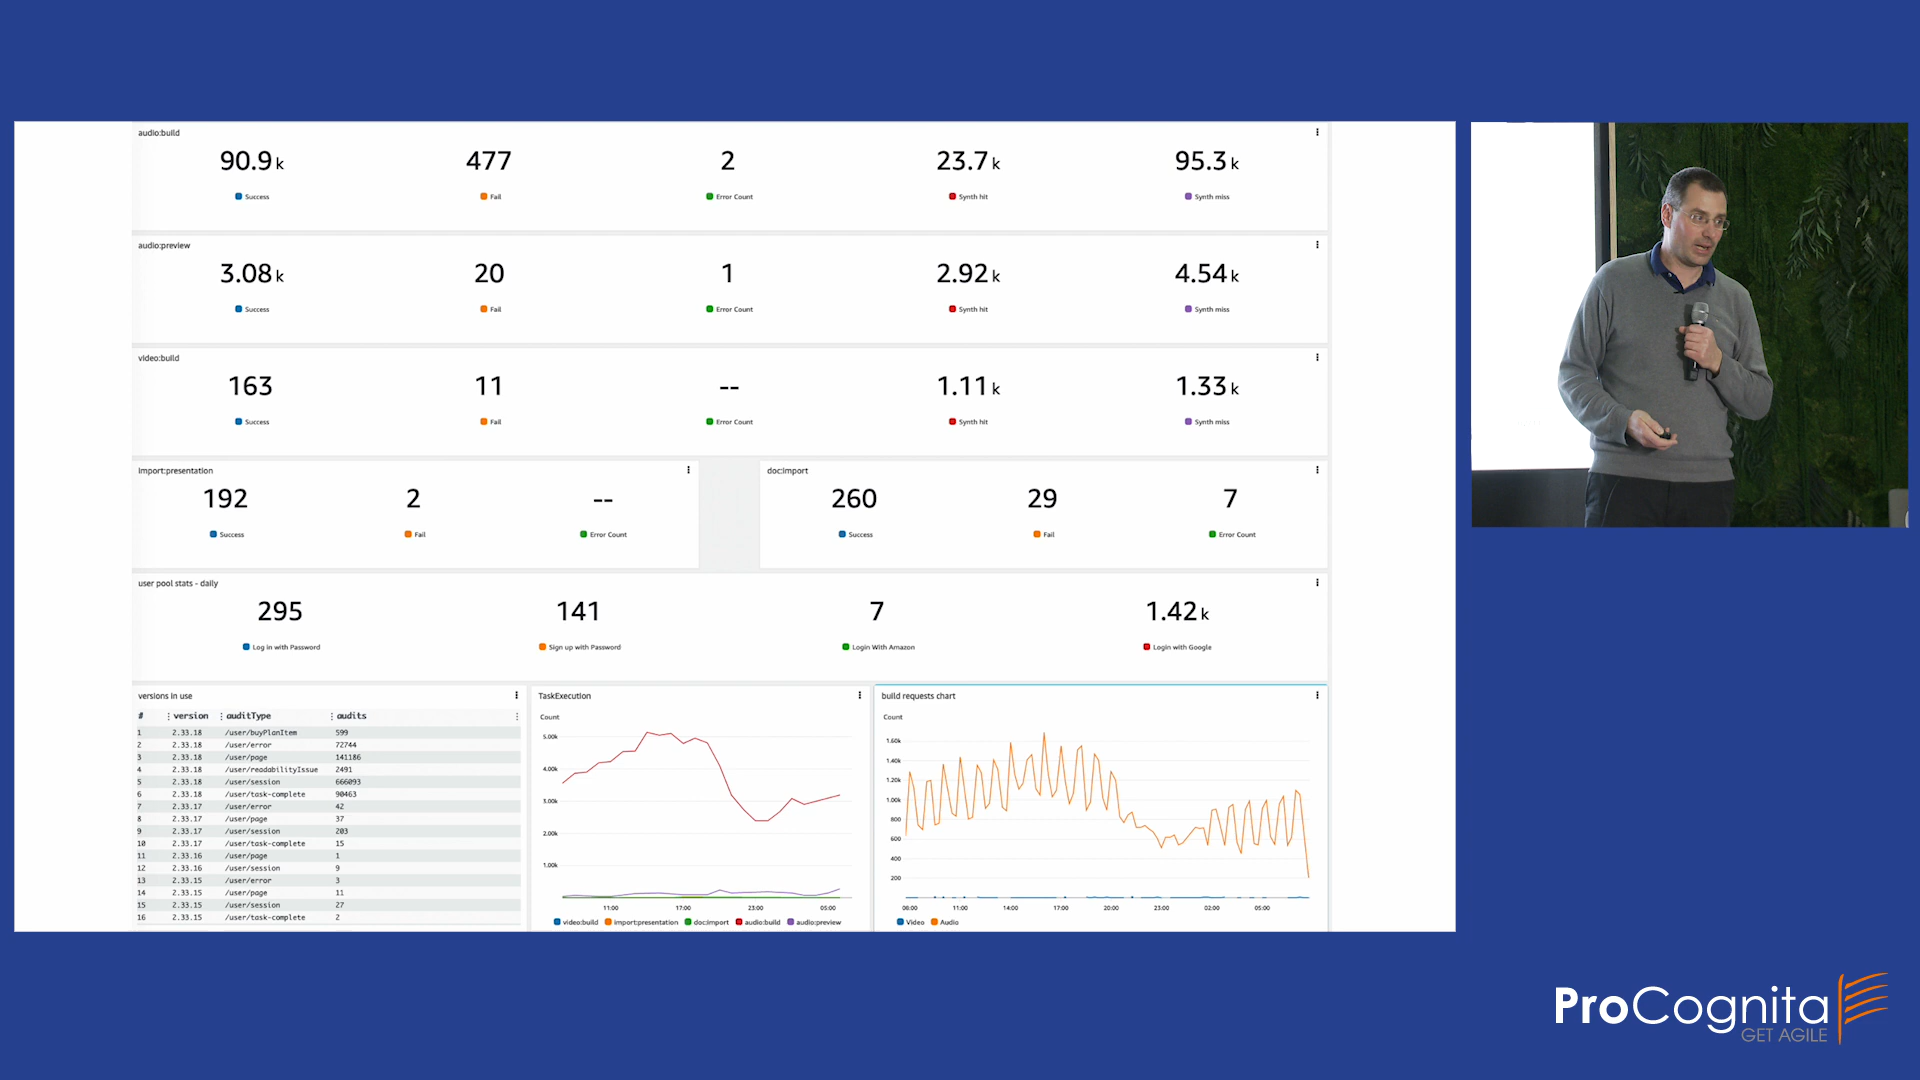 audio:build
90.9 k 477 2 23.7 k 95.3 k
Success Fail Error Count Synth hit Synth miss
audio:preview
3.08 k 20 1 2.92 k 4.54 k
Success Fail Error Count Synth hit Synth miss
video:build
163 11 -- 1.11 k 1.33 k
Success Fail Error Count Synth hit Synth miss
import:presentation doc:import
192 2 -- 260 29 7
Success Fail Error Count Success Fail Error Count
user pool stats - daily
295 141 7 1.42 k
Log in with Password Sign up with Password Login With Amazon Login with Google
versions in use
# version auditType audits
1 2.33.18 /user/buyPlanItem 599
2 2.33.18 /user/error 72744
3 2.33.18 /user/page 141186
4 2.33.18 /user/readabilityIssue 2491
5 2.33.18 /user/session 666093
6 2.33.18 /user/task-complete 90463
7 2.33.17 /user/error 42
8 2.33.17 /user/page 37
9 2.33.17 /user/session 203
10 2.33.17 /user/task-complete 15
11 2.33.16 /user/page 1
12 2.33.16 /user/session 9
13 2.33.15 /user/error 3
14 2.33.15 /user/page 11
15 2.33.15 /user/session 27
16 2.33.15 /user/task-complete 2
TaskExecution
Count
5.00k
4.00k
3.00k
2.00k
1.00k
11:00 17:00 23:00 05:00
video:build import:presentation doc:import audio:build audio:preview
build requests chart
Count
1.60k
1.40k
1.20k
1.00k
800
600
400
200
08:00 11:00 14:00 17:00 20:00 23:00 02:00 05:00
Video Audio
ProCognita
GET AGILE